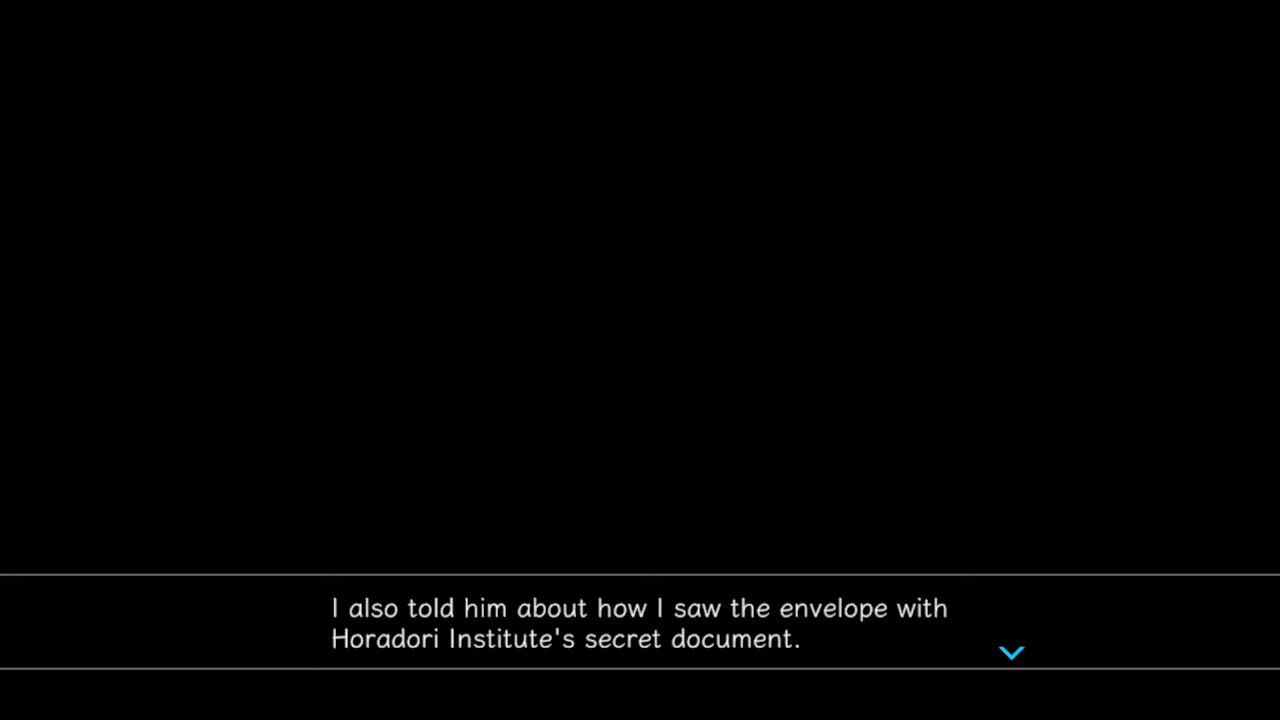 I also told him about how I saw the envelope with
Horadori Institute's secret document.